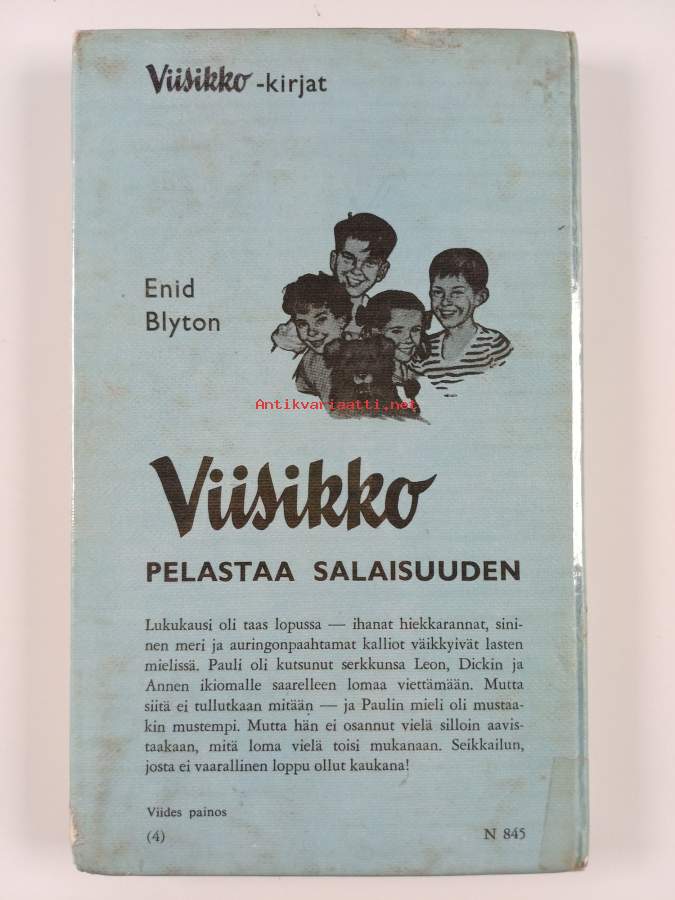 Viisikko -kirjat
Enid
Blyton
Antikvariaatti.net
Viisikko
PELASTAA SALAISUUDEN
Lukukausi oli taas lopussa — ihanat hiekkarannat, sini-
nen meri ja auringonpaahtamat kalliot väikkyivät lasten
mielissä. Pauli oli kutsunut serkkunsa Leon, Dickin ja
Annen ikiomalle saarelleen lomaa viettämään. Mutta
siitä ei tullutkaan mitään — ja Paulin mieli oli mustaa-
kin mustempi. Mutta hän ei osannut vielä silloin aavis-
taakaan, mitä loma vielä toisi mukanaan. Seikkailun,
josta ei vaarallinen loppu ollut kaukana!
Viides painos
(4) N 845